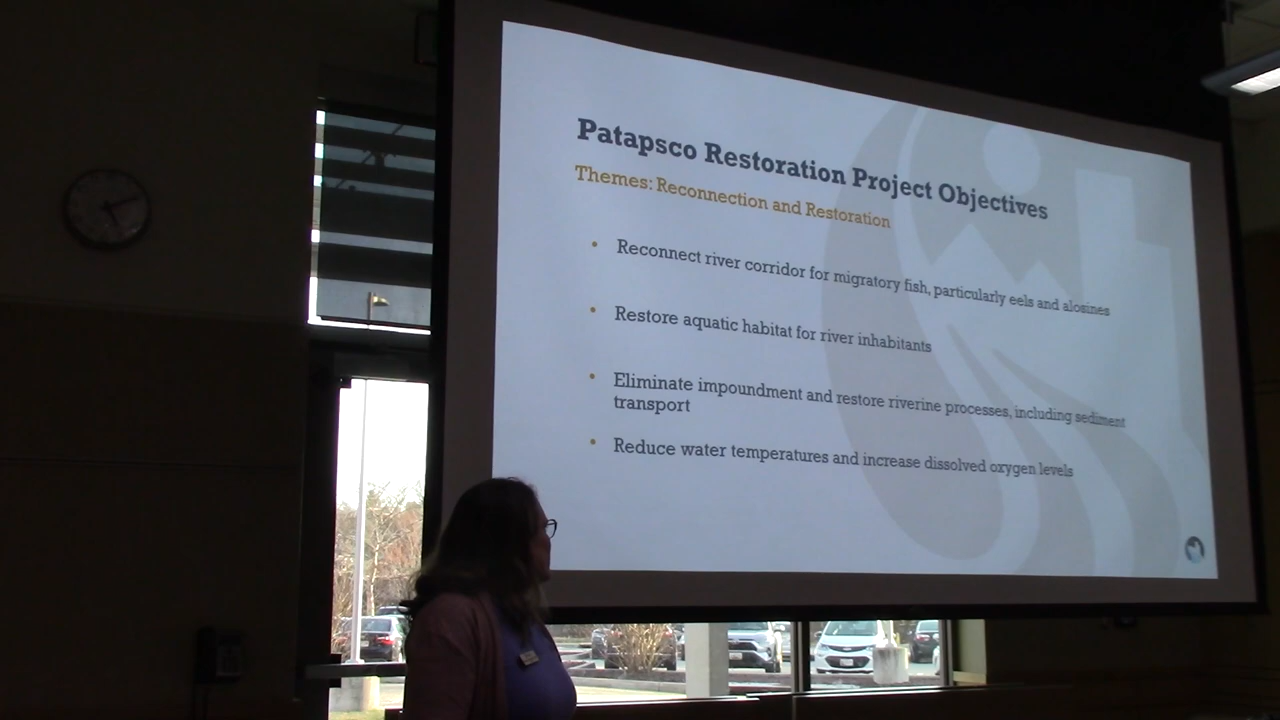 Patapsco Restoration Project Objectives
Themes: Reconnection and Restoration
• Reconnect river corridor for migratory fish, particularly eels and alosines
• Restore aquatic habitat for river inhabitants
• Eliminate impoundment and restore riverine processes, including sediment
transport
• Reduce water temperatures and increase dissolved oxygen levels